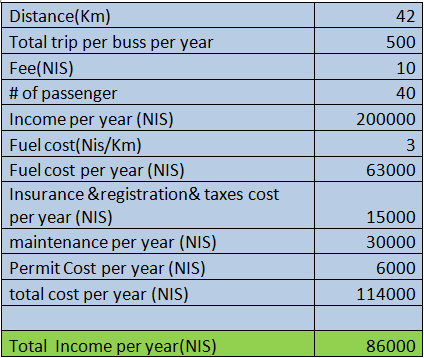 Distance(Km) 42
Total trip per buss per year 500
Fee(NIS) 10
# of passenger 40
Income per year (NIS) 200000
Fuel cost(Nis/Km) 3
Fuel cost per year (NIS) 63000
Insurance &registration& taxes cost
per year (NIS) 15000
maintenance per year (NIS) 30000
Permit Cost per year (NIS) 6000
total cost per year (NIS) 114000
Total Income per year(NIS) 86000